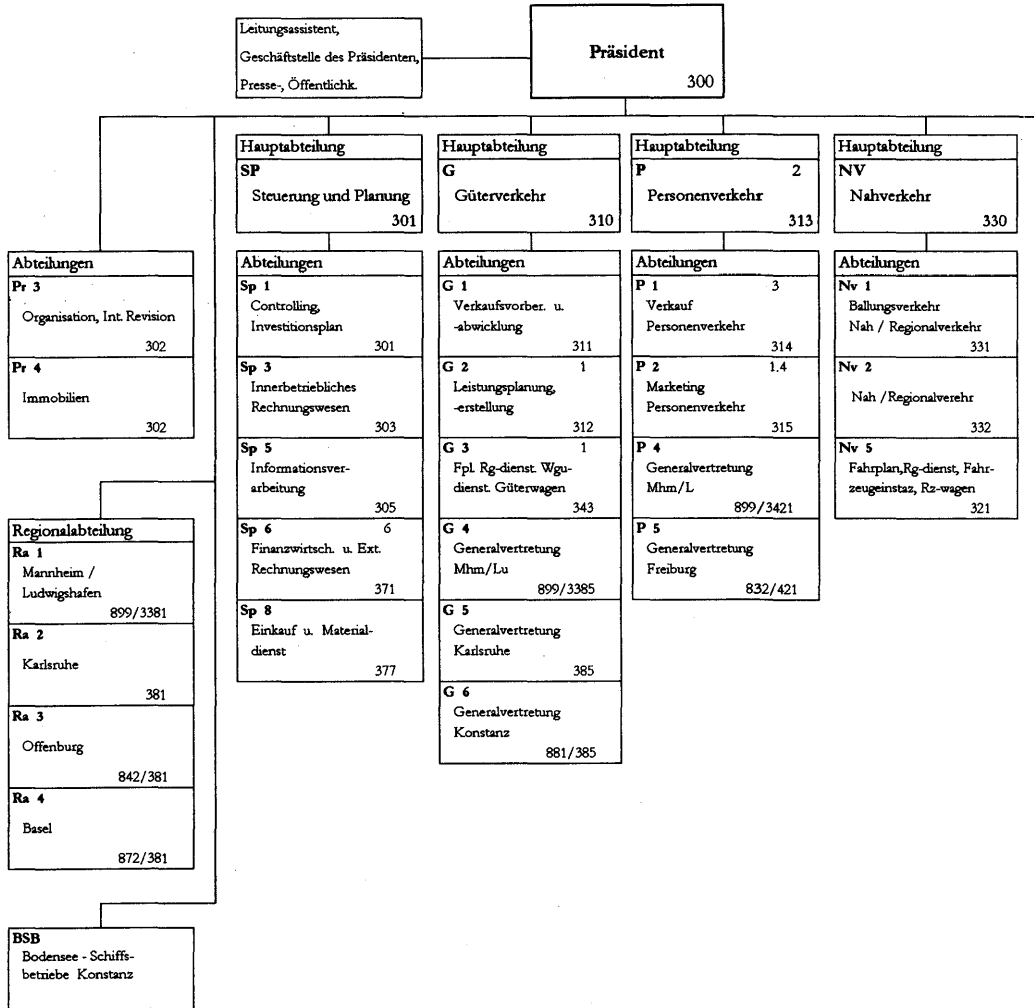 Leitungsassistent,
Geschäftstelle des Präsidenten,
Presse-, Öffentlichk.
Präsident
300
Hauptabteilung
SP
Steuerung und Planung
301
Hauptabteilung
G
Güterverkehr
310
Hauptabteilung
P 2
Personenverkehr
313
Hauptabteilung
NV
Nahverkehr
330
Abteilungen
Pr 3
Organisation, Int. Revision
302
Pr 4
Immobilien
302
Regionalabteilung
Ra 1
Mannheim /
Ludwigshafen
899/3381
Ra 2
Karlsruhe
381
Ra 3
Offenburg
842/381
Ra 4
Basel
872/381
BSB
Bodensee - Schiffs-
betriebe Konstanz
Abteilungen
Sp 1
Controlling,
Investitionsplan
301
Sp 3
Innerbetriebliches
Rechnungswesen
303
Sp 5
Informationsver-
arbeitung
305
Sp 6 6
Finanzwirtsch. u. Ext.
Rechnungswesen
371
Sp 8
Einkauf u. Material-
dienst
377
Abteilungen
G 1
Verkaufsvorber. u.
-abwicklung
311
G 2 1
Leistungsplanung,
-erstellung
312
G 3 1
Fpl. Rg-dienst. Wgu-
dienst. Güterwagen
343
G 4
Generalvertretung
Mhm/Lu
899/3385
G 5
Generalvertretung
Karlsruhe
385
G 6
Generalvertretung
Konstanz
881/385
Abteilungen
P 1 3
Verkauf
Personenverkehr
314
P 2 1.4
Marketing
Personenverkehr
315
P 4
Generalvertretung
Mhm/L
899/3421
P 5
Generalvertretung
Freiburg
832/421
Abteilungen
Nv 1
Ballungsverkehr
Nah / Regionalverkehr
331
Nv 2
Nah /Regionalverehr
332
Nv 5
Fahrplan,Rg-dienst, Fahr-
zeugeinstaz, Rz-wagen
321